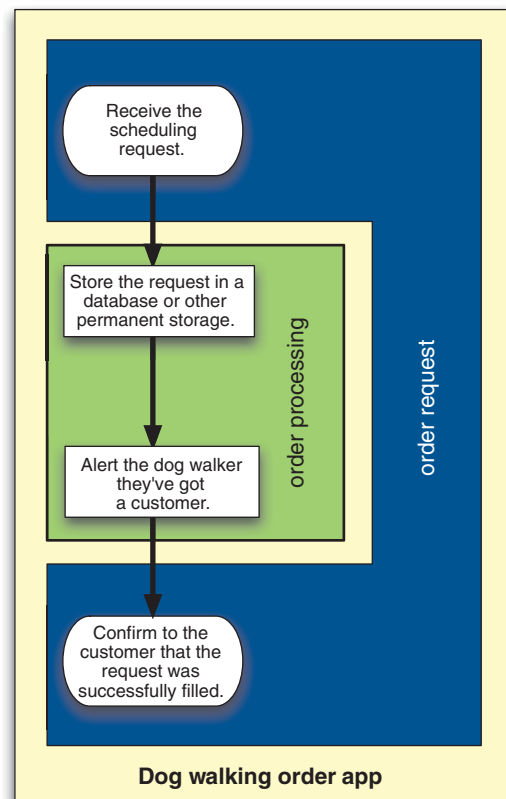 Receive the
scheduling
request.
Store the request in a
database or other
permanent storage.
order processing
order request
Alert the dog walker
they've got
a customer.
Confirm to the
customer that the
request was
successfully filled.
Dog walking order app